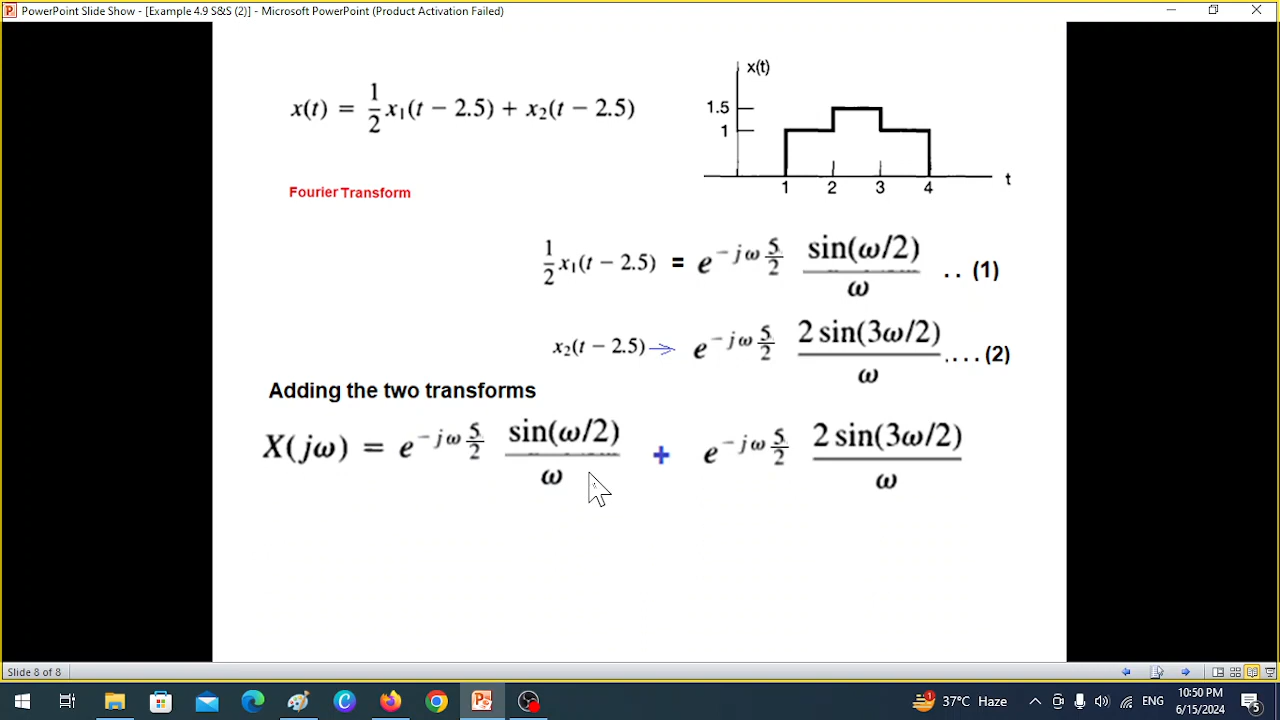 PowerPoint Slide Show - [Example 4.9 S&S (2)] - Microsoft PowerPoint (Product Activation Failed)
x(t) = 1/2 x₁(t − 2.5) + x₂(t − 2.5)
x(t)
1.5
1
1 2 3 4 t
Fourier Transform
1/2 x₁(t − 2.5) = e^(−jω 5/2) sin(ω/2)/ω .. (1)
x₂(t − 2.5) → e^(−jω 5/2) 2 sin(3ω/2)/ω .... (2)
Adding the two transforms
X(jω) = e^(−jω 5/2) sin(ω/2)/ω + e^(−jω 5/2) 2 sin(3ω/2)/ω
Slide 8 of 8
37°C Haze
ENG
10:50 PM
6/15/2024
1
5